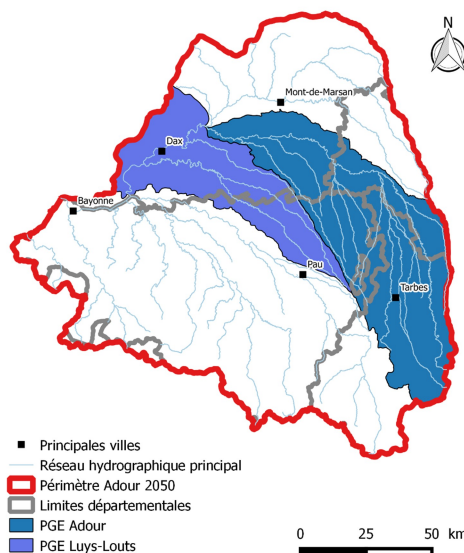 N
Mont-de-Marsan
Dax
Bayonne
Pau
Tarbes
Principales villes
Réseau hydrographique principal
Périmètre Adour 2050
Limites départementales
PGE Adour
PGE Luys-Louts
0 25 50 km